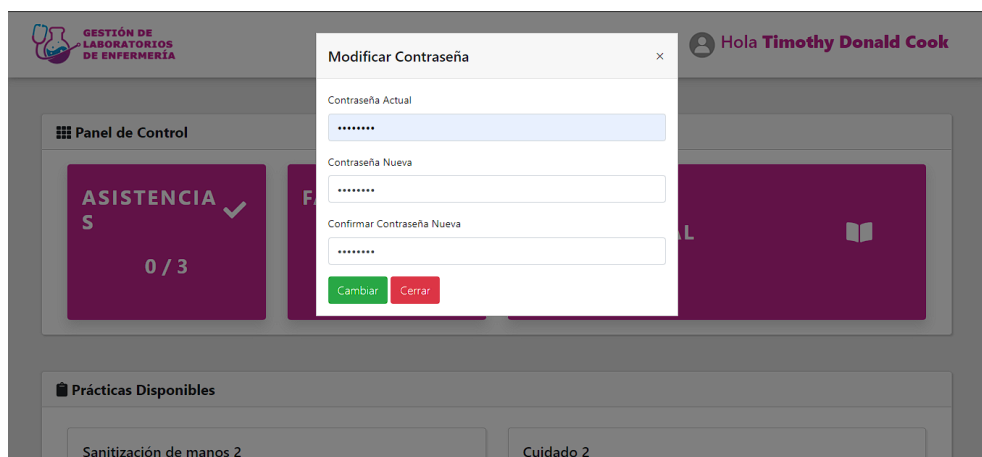 GESTIÓN DE
LABORATORIOS
DE ENFERMERÍA
Hola Timothy Donald Cook
Modificar Contraseña
×
Contraseña Actual
••••••••
Contraseña Nueva
••••••••
Confirmar Contraseña Nueva
••••••••
Cambiar Cerrar
Panel de Control
ASISTENCIA
S
0 / 3
Prácticas Disponibles
Sanitización de manos 2
Cuidado 2